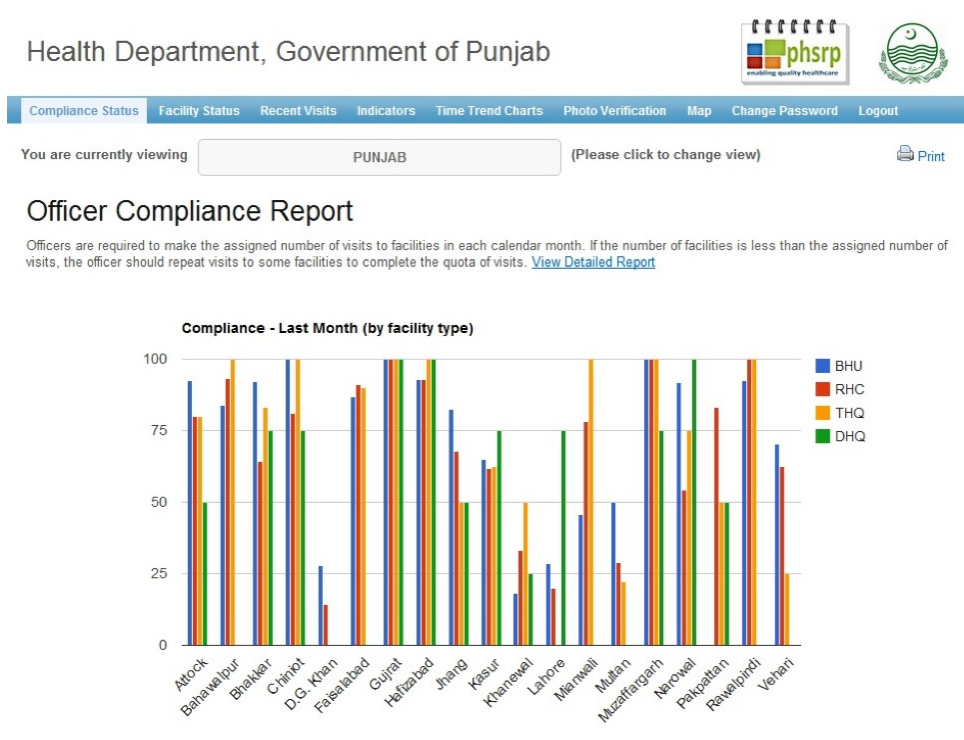 Health Department, Government of Punjab
phsrp
enabling quality healthcare
Compliance Status Facility Status Recent Visits Indicators Time Trend Charts Photo Verification Map Change Password Logout
You are currently viewing PUNJAB (Please click to change view) Print
Officer Compliance Report
Officers are required to make the assigned number of visits to facilities in each calendar month. If the number of facilities is less than the assigned number of
visits, the officer should repeat visits to some facilities to complete the quota of visits. View Detailed Report
Compliance - Last Month (by facility type)
100
75
50
25
0
BHU
RHC
THQ
DHQ
Attock
Bahawalpur
Bhakkar
Chiniot
D.G. Khan
Faisalabad
Gujrat
Hafizabad
Jhang
Kasur
Khanewal
Lahore
Mianwali
Multan
Muzaffargarh
Narowal
Pakpattan
Rawalpindi
Vehari